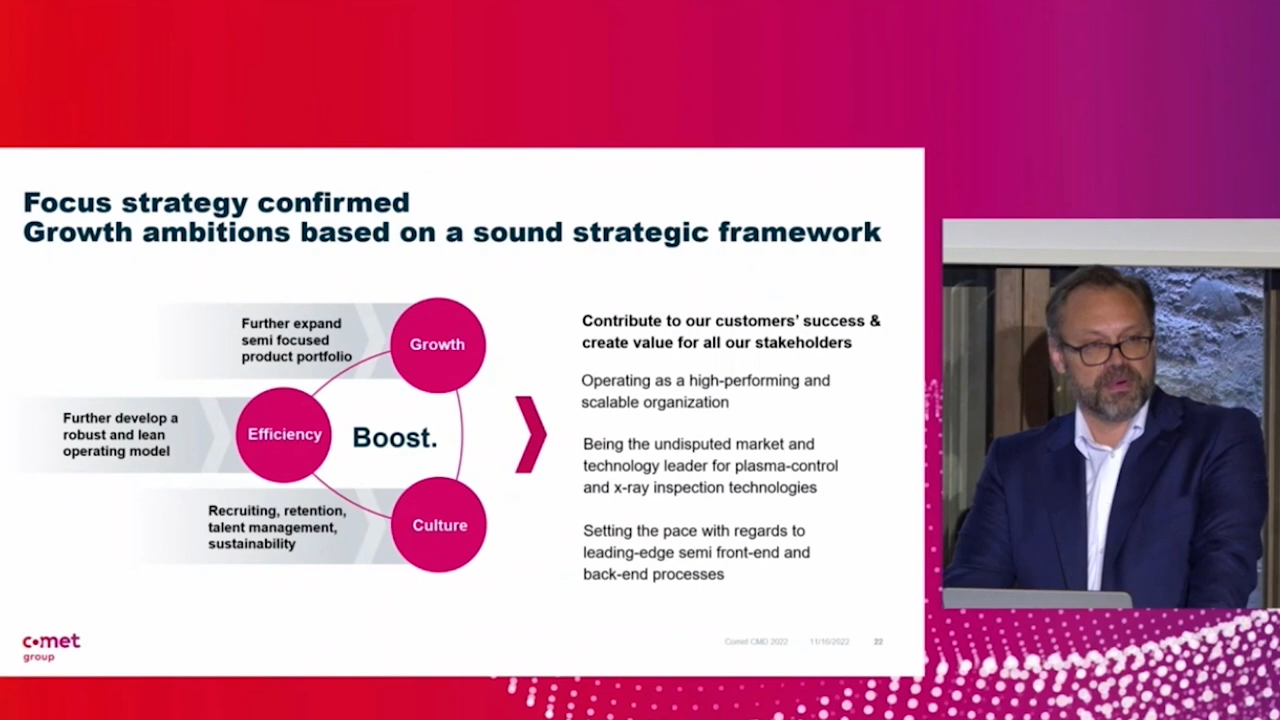 Focus strategy confirmed
Growth ambitions based on a sound strategic framework
Further expand
semi focused
product portfolio
Growth
Further develop a
robust and lean
operating model
Efficiency
Boost.
Recruiting, retention,
talent management,
sustainability
Culture
Contribute to our customers’ success &
create value for all our stakeholders
Operating as a high-performing and
scalable organization
Being the undisputed market and
technology leader for plasma-control
and x-ray inspection technologies
Setting the pace with regards to
leading-edge semi front-end and
back-end processes
comet
group
Comet CMD 2022 11/16/2022 22